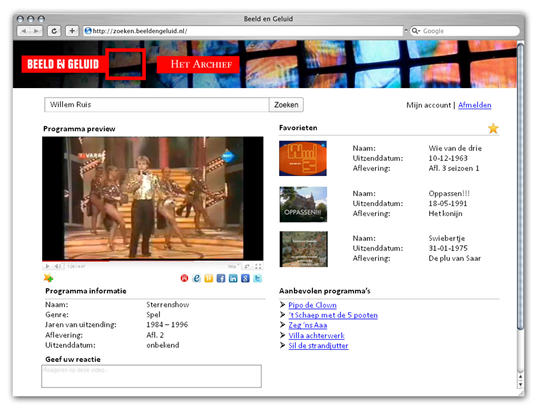 Beeld en Geluid
http://zoeken.beeldengeluid.nl/
Google
BEELD EN GELUID
HET ARCHIEF
Willem Ruis
Zoeken
Mijn account | Afmelden
Programma preview
VARA
Programma informatie
Naam: Sterrenshow
Genre: Spel
Jaren van uitzending: 1984 – 1996
Aflevering: Afl. 2
Uitzenddatum: onbekend
Geef uw reactie
Reageren op deze video...
Favorieten
Naam: Wie van de drie
Uitzenddatum: 10-12-1963
Aflevering: Afl. 3 seizoen 1
OPPASSEN!!!
Naam: Oppassen!!!
Uitzenddatum: 18-05-1991
Aflevering: Het konijn
Naam: Swiebertje
Uitzenddatum: 31-01-1975
Aflevering: De plu van Saar
Aanbevolen programma's
Pipo de Clown
't Schaep met de 5 pooten
Zeg 'ns Aaa
Villa achterwerk
Sil de strandjutter